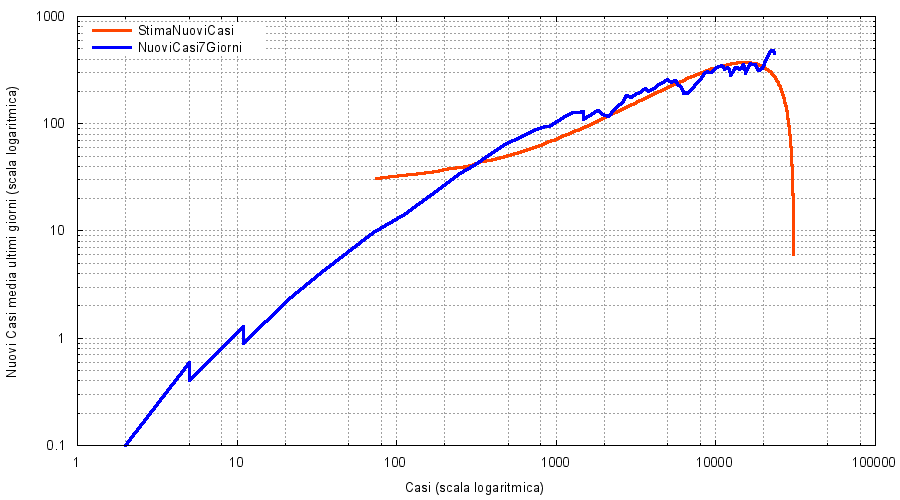 1000
StimaNuoviCasi
NuoviCasi7Giorni
100
10
1
0.1
Nuovi Casi media ultimi giorni (scala logaritmica)
1 10 100 1000 10000 100000
Casi (scala logaritmica)